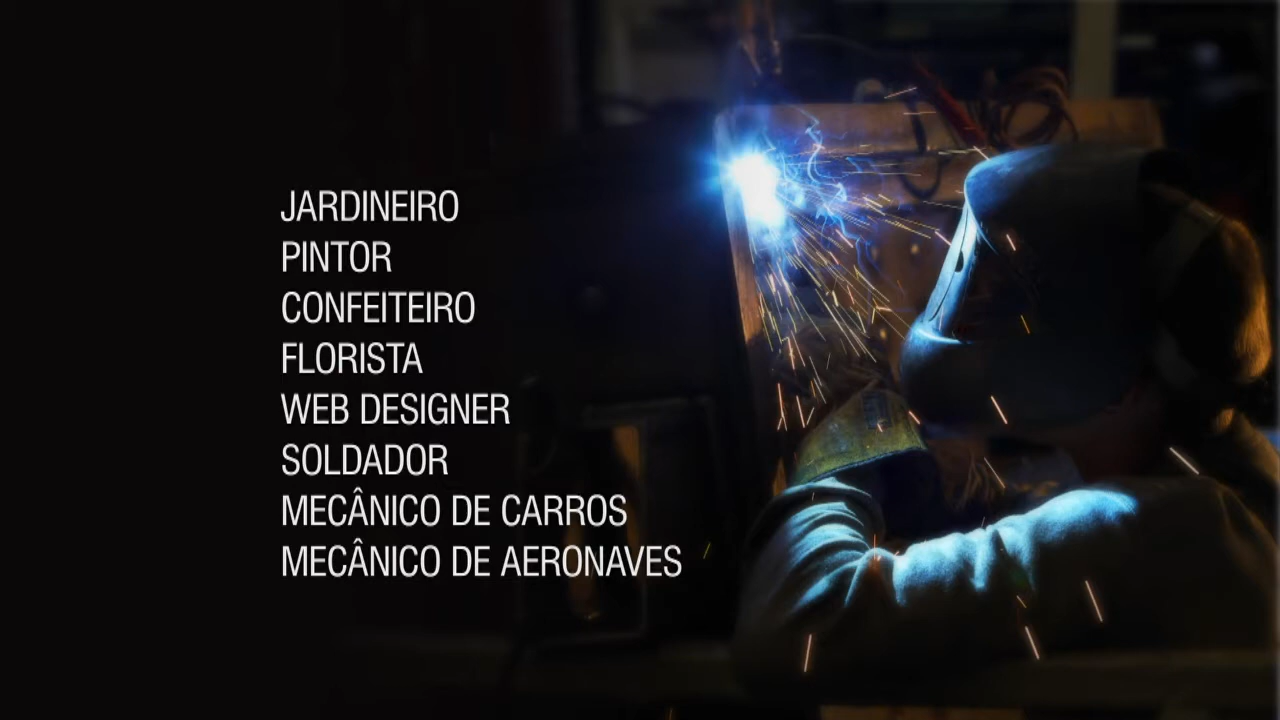 JARDINEIRO
PINTOR
CONFEITEIRO
FLORISTA
WEB DESIGNER
SOLDADOR
MECÂNICO DE CARROS
MECÂNICO DE AERONAVES